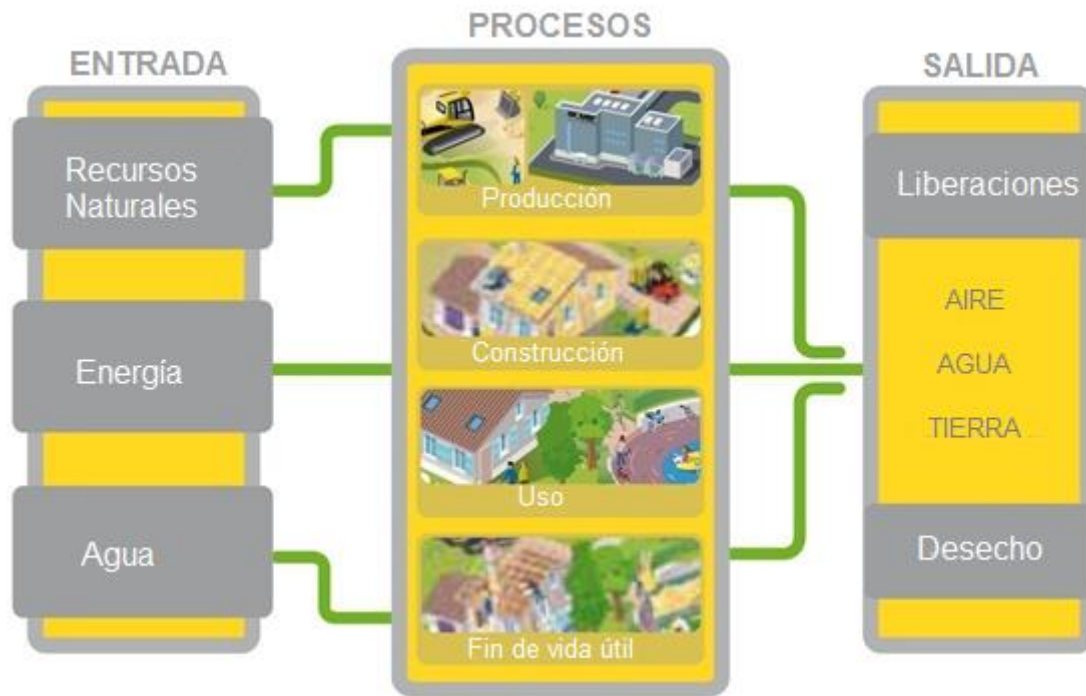 ENTRADA
Recursos
Naturales
Energía
Agua
PROCESOS
Producción
Construcción
Uso
Fin de vida útil
SALIDA
Liberaciones
AIRE
AGUA
TIERRA
Desecho